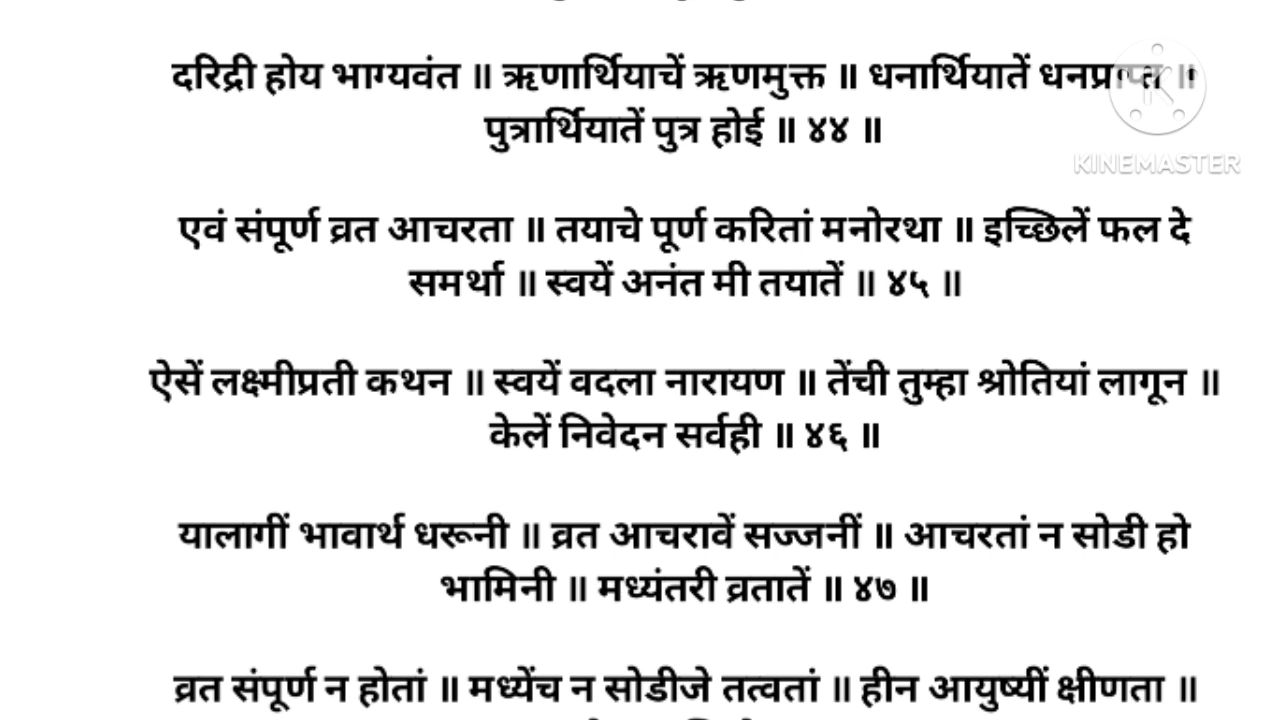 दरिद्री होय भाग्यवंत ॥ ऋणार्थियाचें ऋणमुक्त ॥ धनार्थियातें धनप्राप्त ॥
पुत्रार्थियातें पुत्र होई ॥ ४४ ॥
KINEMASTER
एवं संपूर्ण व्रत आचरता ॥ तयाचे पूर्ण करितां मनोरथा ॥ इच्छिलें फल दे
समर्था ॥ स्वयें अनंत मी तयातें ॥ ४५ ॥
ऐसें लक्ष्मीप्रती कथन ॥ स्वयें वदला नारायण ॥ तेंची तुम्हा श्रोतियां लागून ॥
केलें निवेदन सर्वही ॥ ४६ ॥
यालागीं भावार्थ धरूनी ॥ व्रत आचरावें सज्जनीं ॥ आचरतां न सोडी हो
भामिनी ॥ मध्यंतरी व्रतातें ॥ ४७ ॥
व्रत संपूर्ण न होतां ॥ मध्येंच न सोडीजे तत्वतां ॥ हीन आयुष्यीं क्षीणता ॥